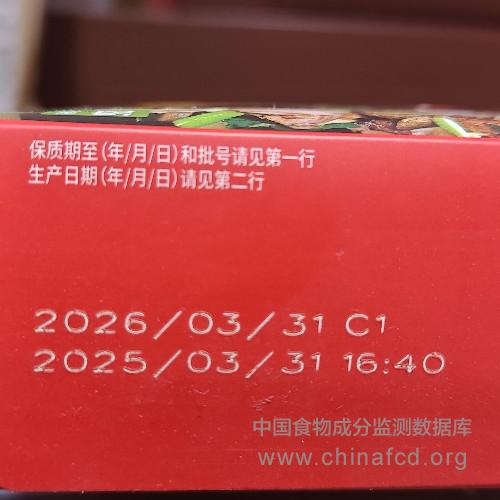 保质期至(年/月/日)和批号请见第一行
生产日期(年/月/日)请见第二行
2026/03/31 C1
2025/03/31 16:40
中国食物成分监测数据库
www.chinafcd.org